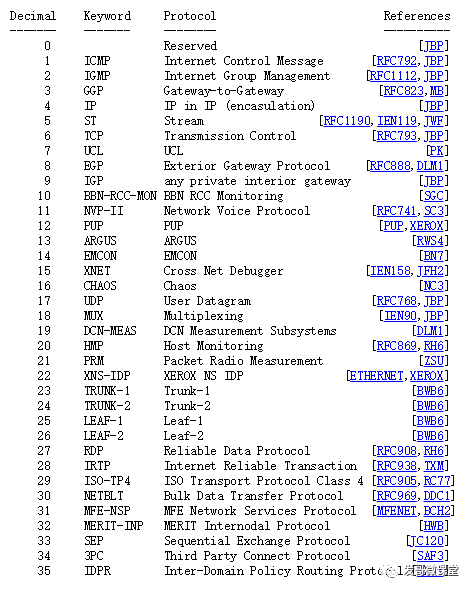 Decimal Keyword Protocol References
------- ------- -------- ----------
0 Reserved [JBP]
1 ICMP Internet Control Message [RFC792,JBP]
2 IGMP Internet Group Management [RFC1112,JBP]
3 GGP Gateway-to-Gateway [RFC823,MB]
4 IP IP in IP (encasulation) [JBP]
5 ST Stream [RFC1190,IEN119,JWF]
6 TCP Transmission Control [RFC793,JBP]
7 UCL UCL [PK]
8 EGP Exterior Gateway Protocol [RFC888,DLM1]
9 IGP any private interior gateway [JBP]
10 BBN-RCC-MON BBN RCC Monitoring [SGC]
11 NVP-II Network Voice Protocol [RFC741,SC3]
12 PUP PUP [PUP,XEROX]
13 ARGUS ARGUS [RWS4]
14 EMCON EMCON [BN7]
15 XNET Cross Net Debugger [IEN158,JFH2]
16 CHAOS Chaos [NC3]
17 UDP User Datagram [RFC768,JBP]
18 MUX Multiplexing [IEN90,JBP]
19 DCN-MEAS DCN Measurement Subsystems [DLM1]
20 HMP Host Monitoring [RFC869,RH6]
21 PRM Packet Radio Measurement [ZSU]
22 XNS-IDP XEROX NS IDP [ETHERNET,XEROX]
23 TRUNK-1 Trunk-1 [BWB6]
24 TRUNK-2 Trunk-2 [BWB6]
25 LEAF-1 Leaf-1 [BWB6]
26 LEAF-2 Leaf-2 [BWB6]
27 RDP Reliable Data Protocol [RFC908,RH6]
28 IRTP Internet Reliable Transaction [RFC938,TXM]
29 ISO-TP4 ISO Transport Protocol Class 4 [RFC905,RC77]
30 NETBLT Bulk Data Transfer Protocol [RFC969,DDC1]
31 MFE-NSP MFE Network Services Protocol [MFENET,BCH2]
32 MERIT-INP MERIT Internodal Protocol [HWB]
33 SEP Sequential Exchange Protocol [JC120]
34 3PC Third Party Connect Protocol [SAF3]
35 IDPR Inter-Domain Policy Routing Protocol
发哥微课堂